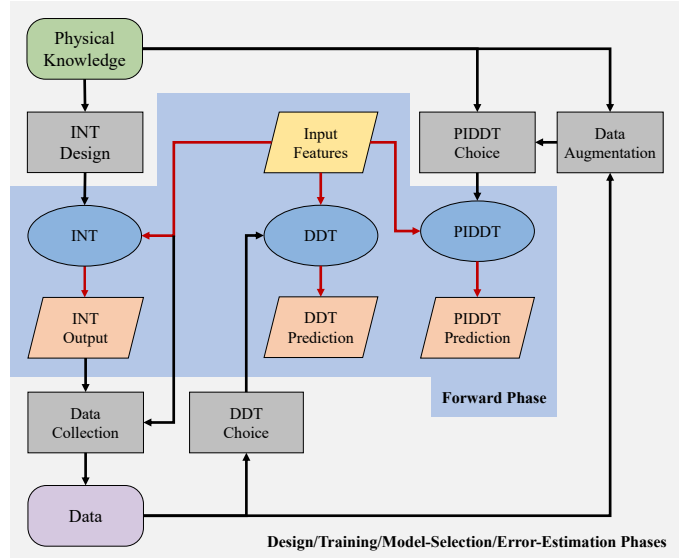 Physical
Knowledge
INT
Design
Input
Features
PIDDT
Choice
Data
Augmentation
INT
DDT
PIDDT
INT
Output
DDT
Prediction
PIDDT
Prediction
Forward Phase
Data
Collection
DDT
Choice
Data
Design/Training/Model-Selection/Error-Estimation Phases